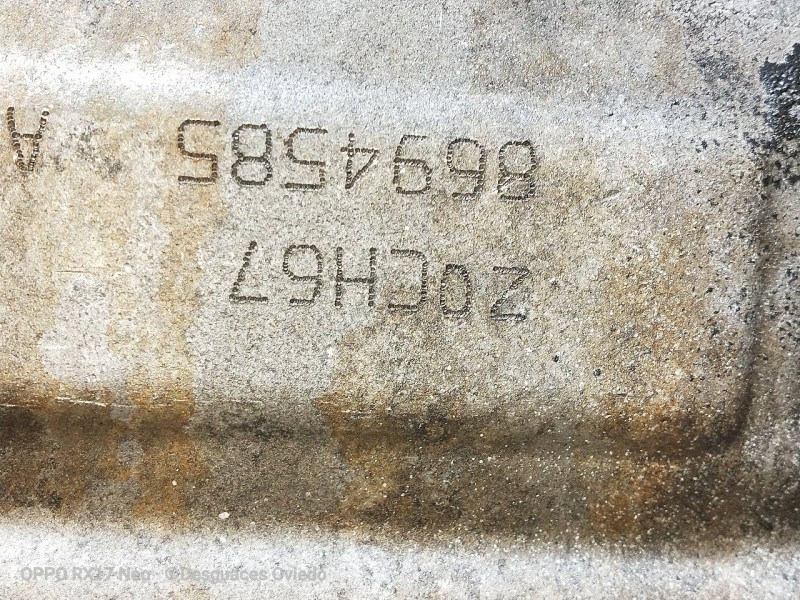 20CH67
8694585 A
OPPO RX17 Neo ©Desguaces Oviedo